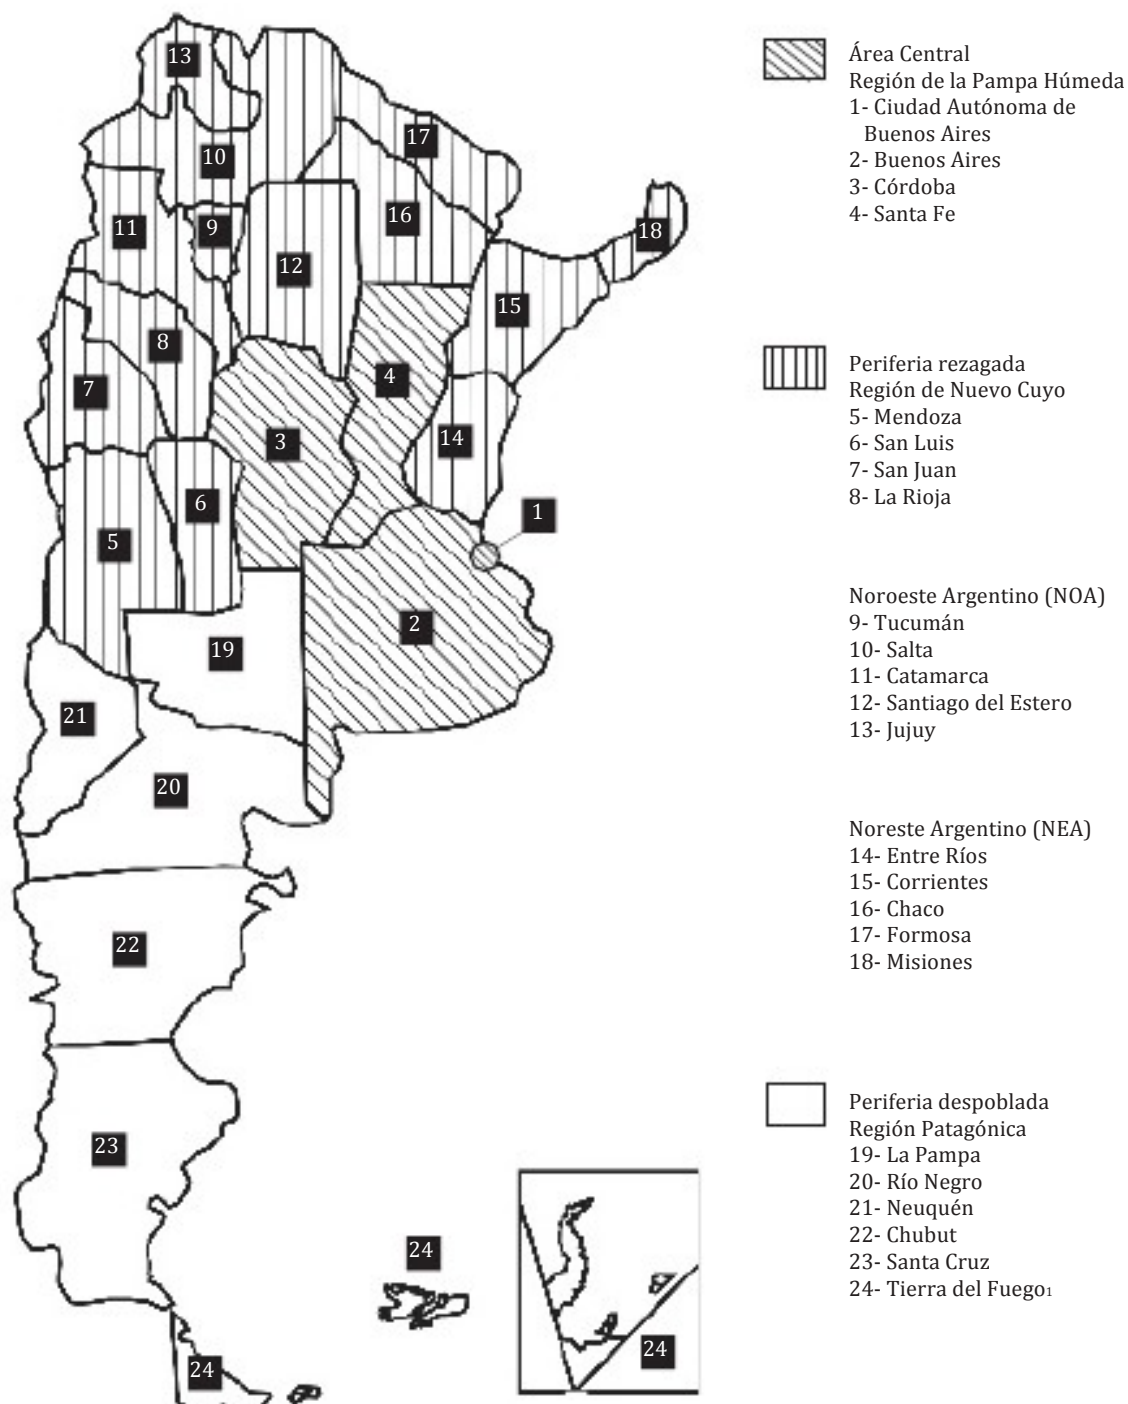 13
17
10
16
11
9
18
12
15
8
4
7
14
3
6
1
5
2
19
21
20
22
23
24
24
24
Área Central
Región de la Pampa Húmeda
1- Ciudad Autónoma de
Buenos Aires
2- Buenos Aires
3- Córdoba
4- Santa Fe
Periferia rezagada
Región de Nuevo Cuyo
5- Mendoza
6- San Luis
7- San Juan
8- La Rioja
Noroeste Argentino (NOA)
9- Tucumán
10- Salta
11- Catamarca
12- Santiago del Estero
13- Jujuy
Noreste Argentino (NEA)
14- Entre Ríos
15- Corrientes
16- Chaco
17- Formosa
18- Misiones
Periferia despoblada
Región Patagónica
19- La Pampa
20- Río Negro
21- Neuquén
22- Chubut
23- Santa Cruz
24- Tierra del Fuego1